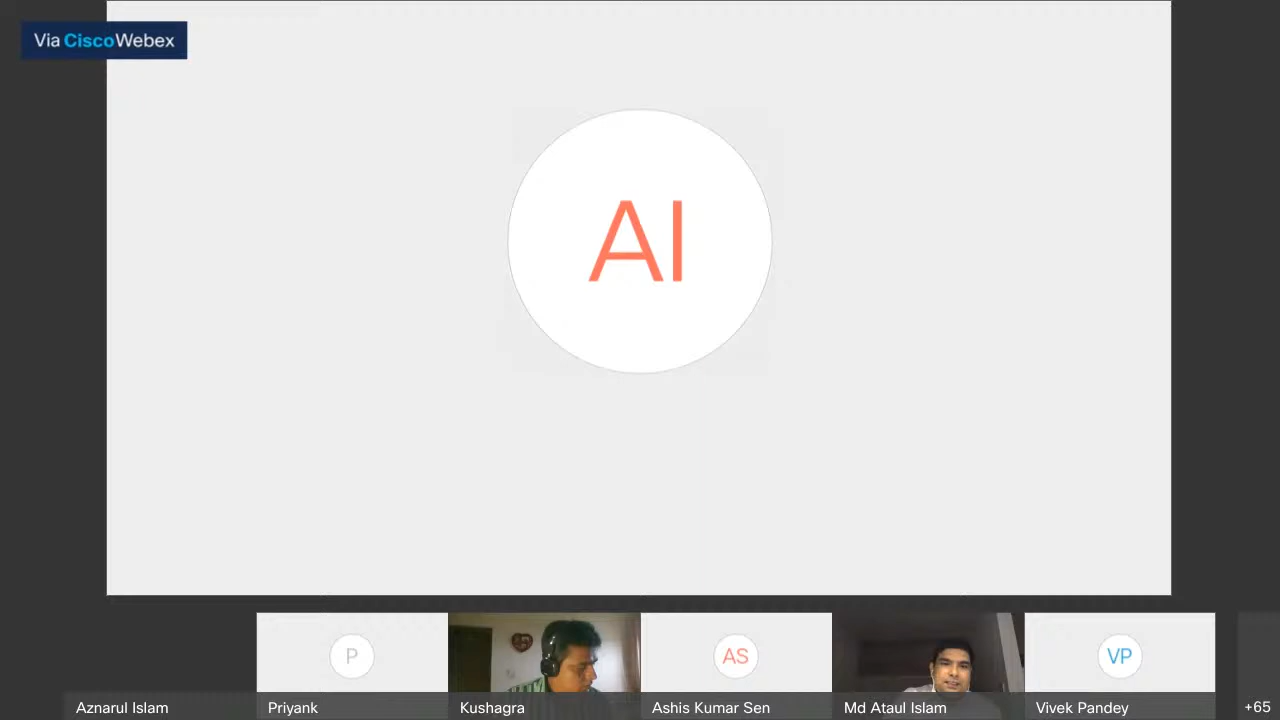 Via CiscoWebex
AI
P
AS
VP
Aznarul Islam
Priyank
Kushagra
Ashis Kumar Sen
Md Ataul Islam
Vivek Pandey
+65